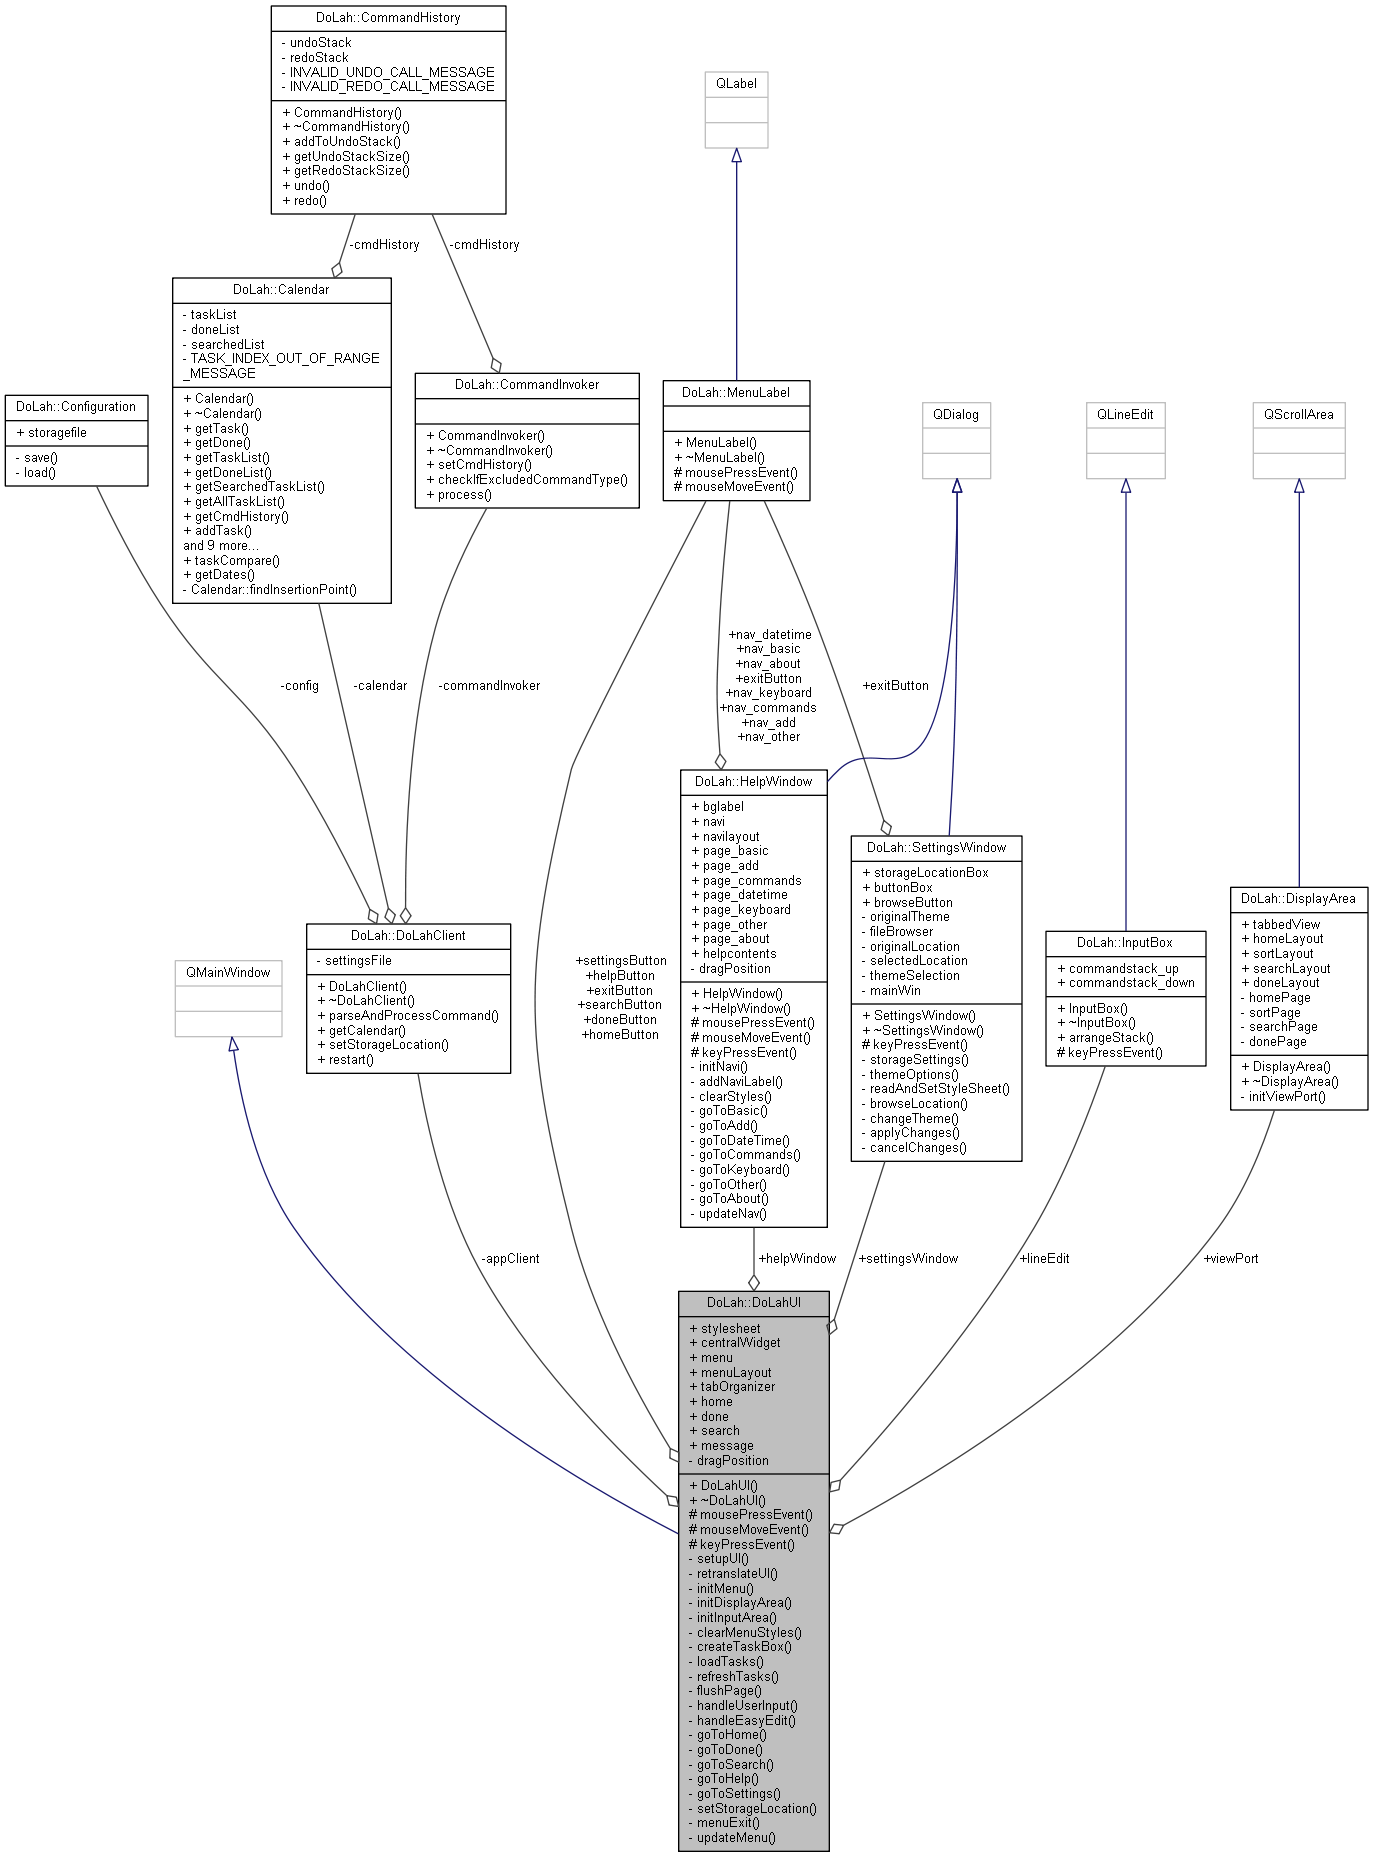 DoLah::CommandHistory
- undoStack
- redoStack
- INVALID_UNDO_CALL_MESSAGE
- INVALID_REDO_CALL_MESSAGE
+ CommandHistory()
+ ~CommandHistory()
+ addToUndoStack()
+ getUndoStackSize()
+ getRedoStackSize()
+ undo()
+ redo()
QLabel
-cmdHistory
-cmdHistory
DoLah::Calendar
- taskList
- doneList
- searchedList
- TASK_INDEX_OUT_OF_RANGE
_MESSAGE
+ Calendar()
+ ~Calendar()
+ getTask()
+ getDone()
+ getTaskList()
+ getDoneList()
+ getSearchedTaskList()
+ getAllTaskList()
+ getCmdHistory()
+ addTask()
and 9 more...
+ taskCompare()
+ getDates()
- Calendar::findInsertionPoint()
DoLah::Configuration
+ storagefile
- save()
- load()
DoLah::CommandInvoker
+ CommandInvoker()
+ ~CommandInvoker()
+ setCmdHistory()
+ checkIfExcludedCommandType()
+ process()
DoLah::MenuLabel
+ MenuLabel()
+ ~MenuLabel()
# mousePressEvent()
# mouseMoveEvent()
QDialog
QLineEdit
QScrollArea
-config
-calendar
-commandInvoker
+nav_datetime
+nav_basic
+nav_about
+exitButton
+nav_keyboard
+nav_commands
+nav_add
+nav_other
+exitButton
DoLah::HelpWindow
+ bglabel
+ navi
+ navilayout
+ page_basic
+ page_add
+ page_commands
+ page_datetime
+ page_keyboard
+ page_other
+ page_about
+ helpcontents
- dragPosition
+ HelpWindow()
+ ~HelpWindow()
# mousePressEvent()
# mouseMoveEvent()
# keyPressEvent()
- initNavi()
- addNaviLabel()
- clearStyles()
- goToBasic()
- goToAdd()
- goToDateTime()
- goToCommands()
- goToKeyboard()
- goToOther()
- goToAbout()
- updateNav()
DoLah::SettingsWindow
+ storageLocationBox
+ buttonBox
+ browseButton
- originalTheme
- fileBrowser
- originalLocation
- selectedLocation
- themeSelection
- mainWin
+ SettingsWindow()
+ ~SettingsWindow()
# keyPressEvent()
- storageSettings()
- themeOptions()
- readAndSetStyleSheet()
- browseLocation()
- changeTheme()
- applyChanges()
- cancelChanges()
DoLah::InputBox
+ commandstack_up
+ commandstack_down
+ InputBox()
+ ~InputBox()
+ arrangeStack()
# keyPressEvent()
DoLah::DisplayArea
+ tabbedView
+ homeLayout
+ sortLayout
+ searchLayout
+ doneLayout
- homePage
- sortPage
- searchPage
- donePage
+ DisplayArea()
+ ~DisplayArea()
- initViewPort()
QMainWindow
DoLah::DoLahClient
- settingsFile
+ DoLahClient()
+ ~DoLahClient()
+ parseAndProcessCommand()
+ getCalendar()
+ setStorageLocation()
+ restart()
+settingsButton
+helpButton
+exitButton
+searchButton
+doneButton
+homeButton
-appClient
+helpWindow
+settingsWindow
+lineEdit
+viewPort
DoLah::DoLahUI
+ stylesheet
+ centralWidget
+ menu
+ menuLayout
+ tabOrganizer
+ home
+ done
+ search
+ message
- dragPosition
+ DoLahUI()
+ ~DoLahUI()
# mousePressEvent()
# mouseMoveEvent()
# keyPressEvent()
- setupUI()
- retranslateUI()
- initMenu()
- initDisplayArea()
- initInputArea()
- clearMenuStyles()
- createTaskBox()
- loadTasks()
- refreshTasks()
- flushPage()
- handleUserInput()
- handleEasyEdit()
- goToHome()
- goToDone()
- goToSearch()
- goToHelp()
- goToSettings()
- setStorageLocation()
- menuExit()
- updateMenu()